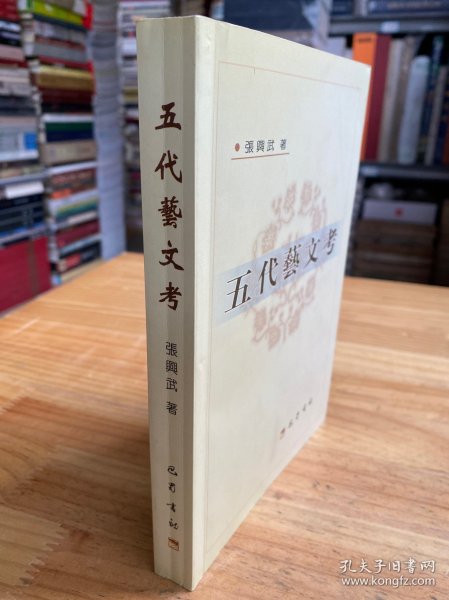 五代藝文考
張興武 著
巴蜀書社
張興武 著
五代藝文考
巴蜀書社
孔夫子旧书网
www.kongfz.com